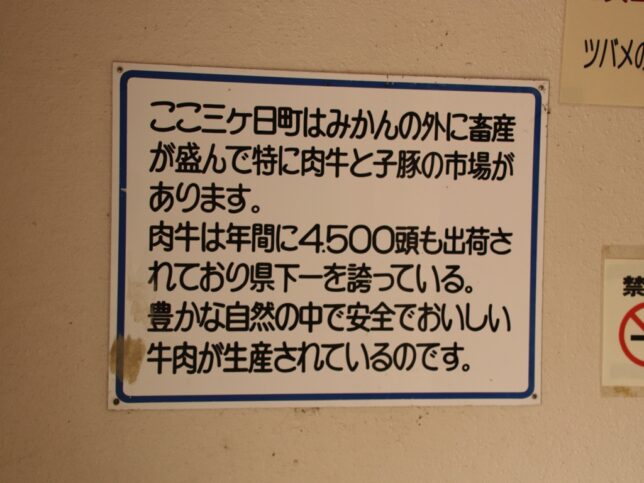 ここ三ケ日町はみかんの外に畜産
が盛んで特に肉牛と子豚の市場が
あります。
肉牛は年間に4.500頭も出荷さ
れており県下一を誇っている。
豊かな自然の中で安全でおいしい
牛肉が生産されているのです。
ツバメの
禁